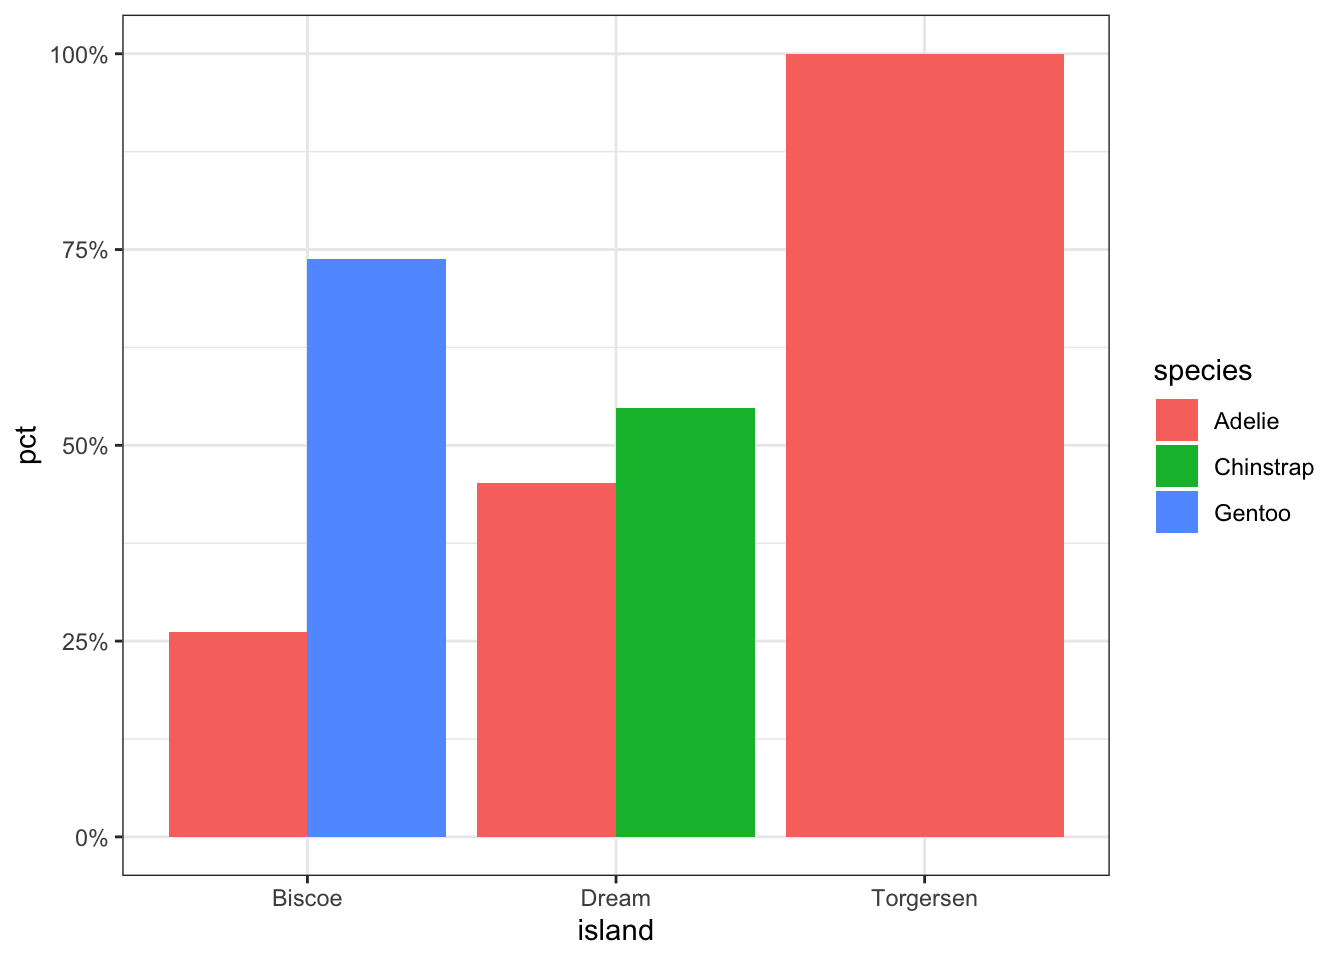 100%
75%
50%
25%
0%
pct
Biscoe
Dream
Torgersen
island
species
Adelie
Chinstrap
Gentoo